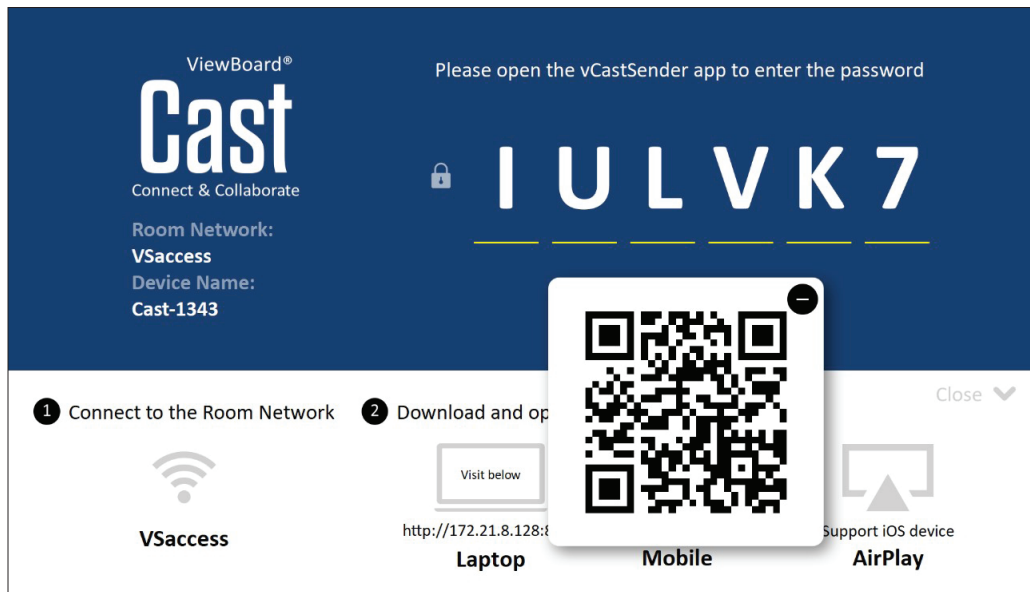 ViewBoard®
Cast
Connect & Collaborate
Room Network:
VSaccess
Device Name:
Cast-1343
Please open the vCastSender app to enter the password
I U L V K 7
Close
1 Connect to the Room Network
VSaccess
2 Download and op
Visit below
http://172.21.8.128:
Laptop
Mobile
Support iOS device
AirPlay